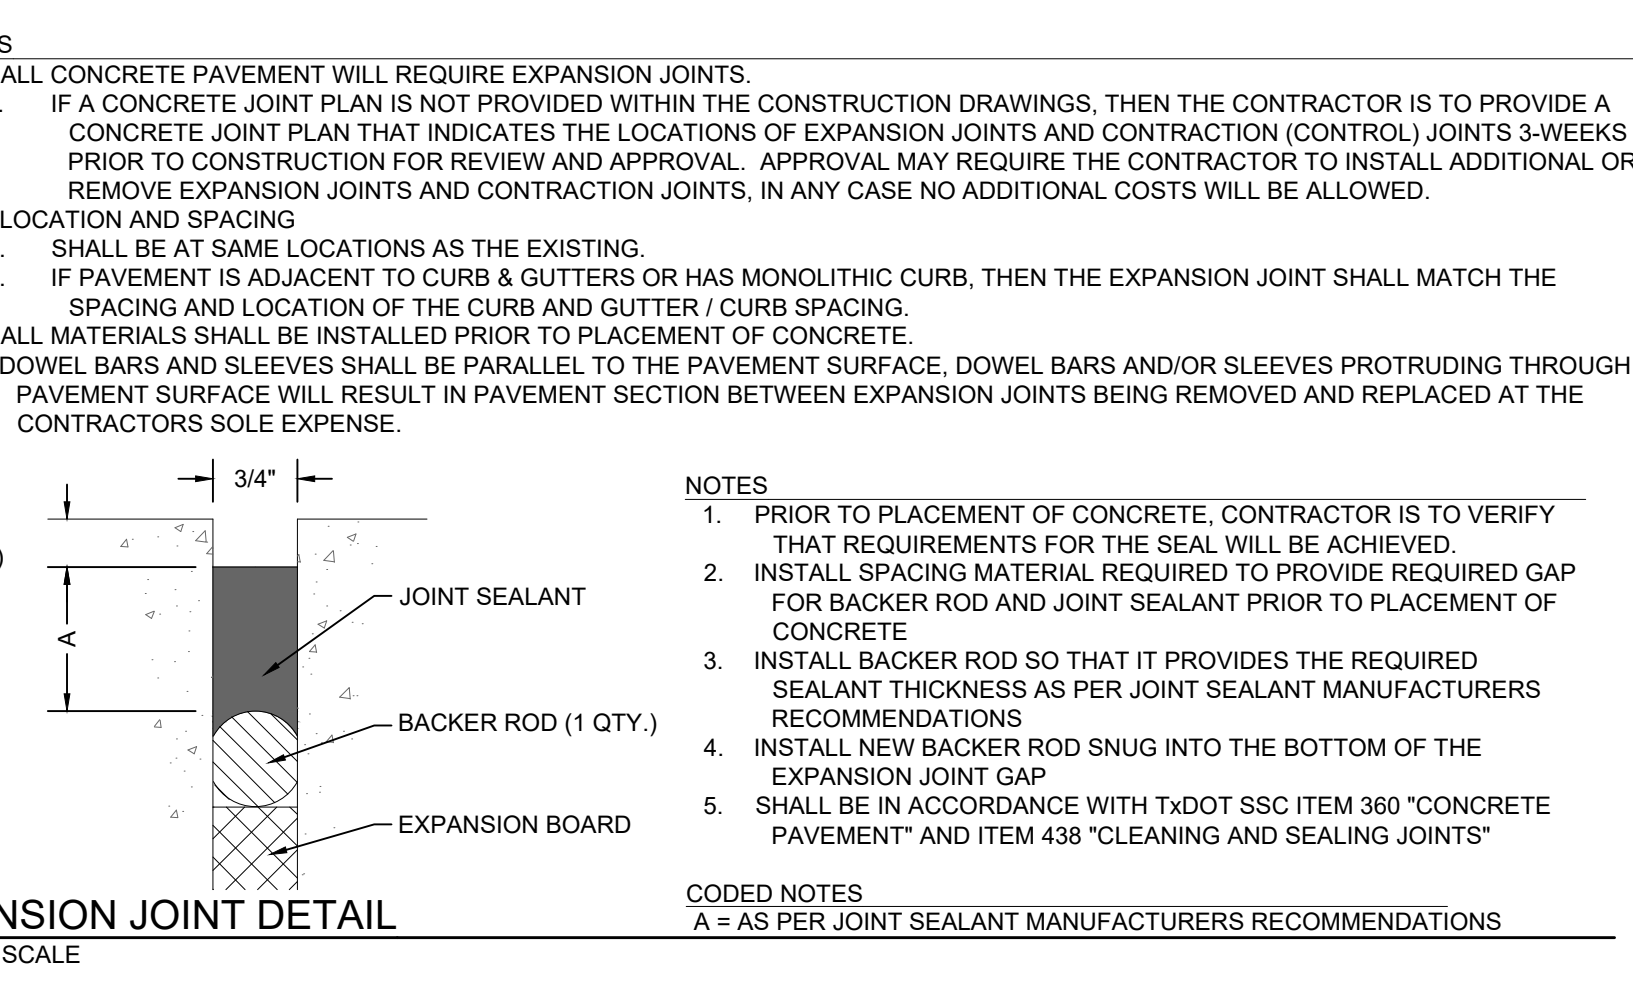 S
ALL CONCRETE PAVEMENT WILL REQUIRE EXPANSION JOINTS.
. IF A CONCRETE JOINT PLAN IS NOT PROVIDED WITHIN THE CONSTRUCTION DRAWINGS, THEN THE CONTRACTOR IS TO PROVIDE A
CONCRETE JOINT PLAN THAT INDICATES THE LOCATIONS OF EXPANSION JOINTS AND CONTRACTION (CONTROL) JOINTS 3-WEEKS
PRIOR TO CONSTRUCTION FOR REVIEW AND APPROVAL. APPROVAL MAY REQUIRE THE CONTRACTOR TO INSTALL ADDITIONAL OR
REMOVE EXPANSION JOINTS AND CONTRACTION JOINTS, IN ANY CASE NO ADDITIONAL COSTS WILL BE ALLOWED.
LOCATION AND SPACING
. SHALL BE AT SAME LOCATIONS AS THE EXISTING.
. IF PAVEMENT IS ADJACENT TO CURB & GUTTERS OR HAS MONOLITHIC CURB, THEN THE EXPANSION JOINT SHALL MATCH THE
SPACING AND LOCATION OF THE CURB AND GUTTER / CURB SPACING.
ALL MATERIALS SHALL BE INSTALLED PRIOR TO PLACEMENT OF CONCRETE.
DOWEL BARS AND SLEEVES SHALL BE PARALLEL TO THE PAVEMENT SURFACE, DOWEL BARS AND/OR SLEEVES PROTRUDING THROUGH
PAVEMENT SURFACE WILL RESULT IN PAVEMENT SECTION BETWEEN EXPANSION JOINTS BEING REMOVED AND REPLACED AT THE
CONTRACTORS SOLE EXPENSE.
3/4"
)
A
JOINT SEALANT
BACKER ROD (1 QTY.)
EXPANSION BOARD
NSION JOINT DETAIL
SCALE
NOTES
1. PRIOR TO PLACEMENT OF CONCRETE, CONTRACTOR IS TO VERIFY
THAT REQUIREMENTS FOR THE SEAL WILL BE ACHIEVED.
2. INSTALL SPACING MATERIAL REQUIRED TO PROVIDE REQUIRED GAP
FOR BACKER ROD AND JOINT SEALANT PRIOR TO PLACEMENT OF
CONCRETE
3. INSTALL BACKER ROD SO THAT IT PROVIDES THE REQUIRED
SEALANT THICKNESS AS PER JOINT SEALANT MANUFACTURERS
RECOMMENDATIONS
4. INSTALL NEW BACKER ROD SNUG INTO THE BOTTOM OF THE
EXPANSION JOINT GAP
5. SHALL BE IN ACCORDANCE WITH TxDOT SSC ITEM 360 "CONCRETE
PAVEMENT" AND ITEM 438 "CLEANING AND SEALING JOINTS"
CODED NOTES
A = AS PER JOINT SEALANT MANUFACTURERS RECOMMENDATIONS